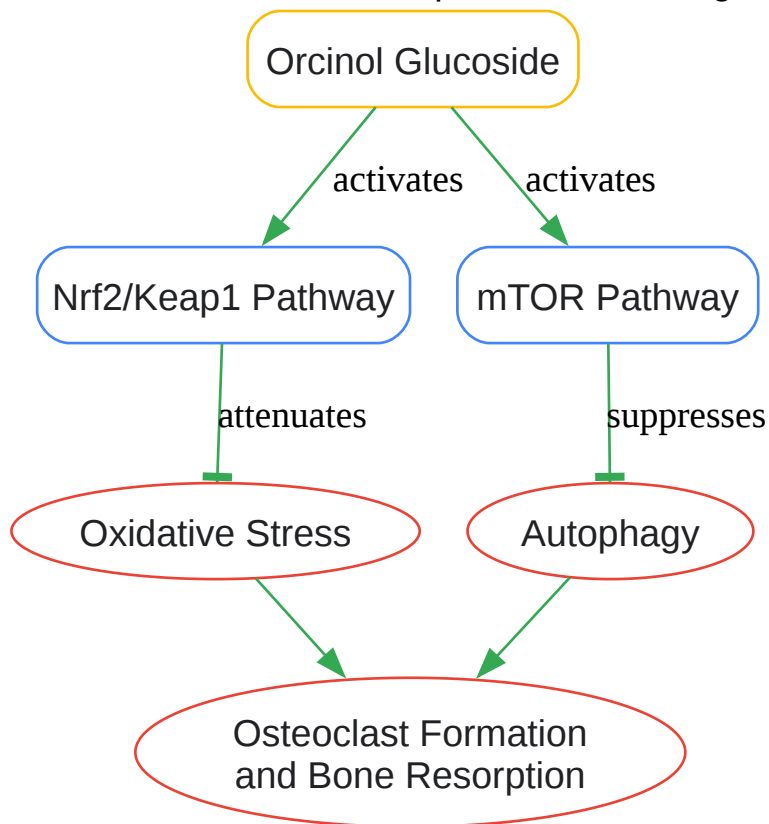 Orcinol Glucoside
activates
activates
Nrf2/Keap1 Pathway
mTOR Pathway
attenuates
suppresses
Oxidative Stress
Autophagy
Osteoclast Formation
and Bone Resorption